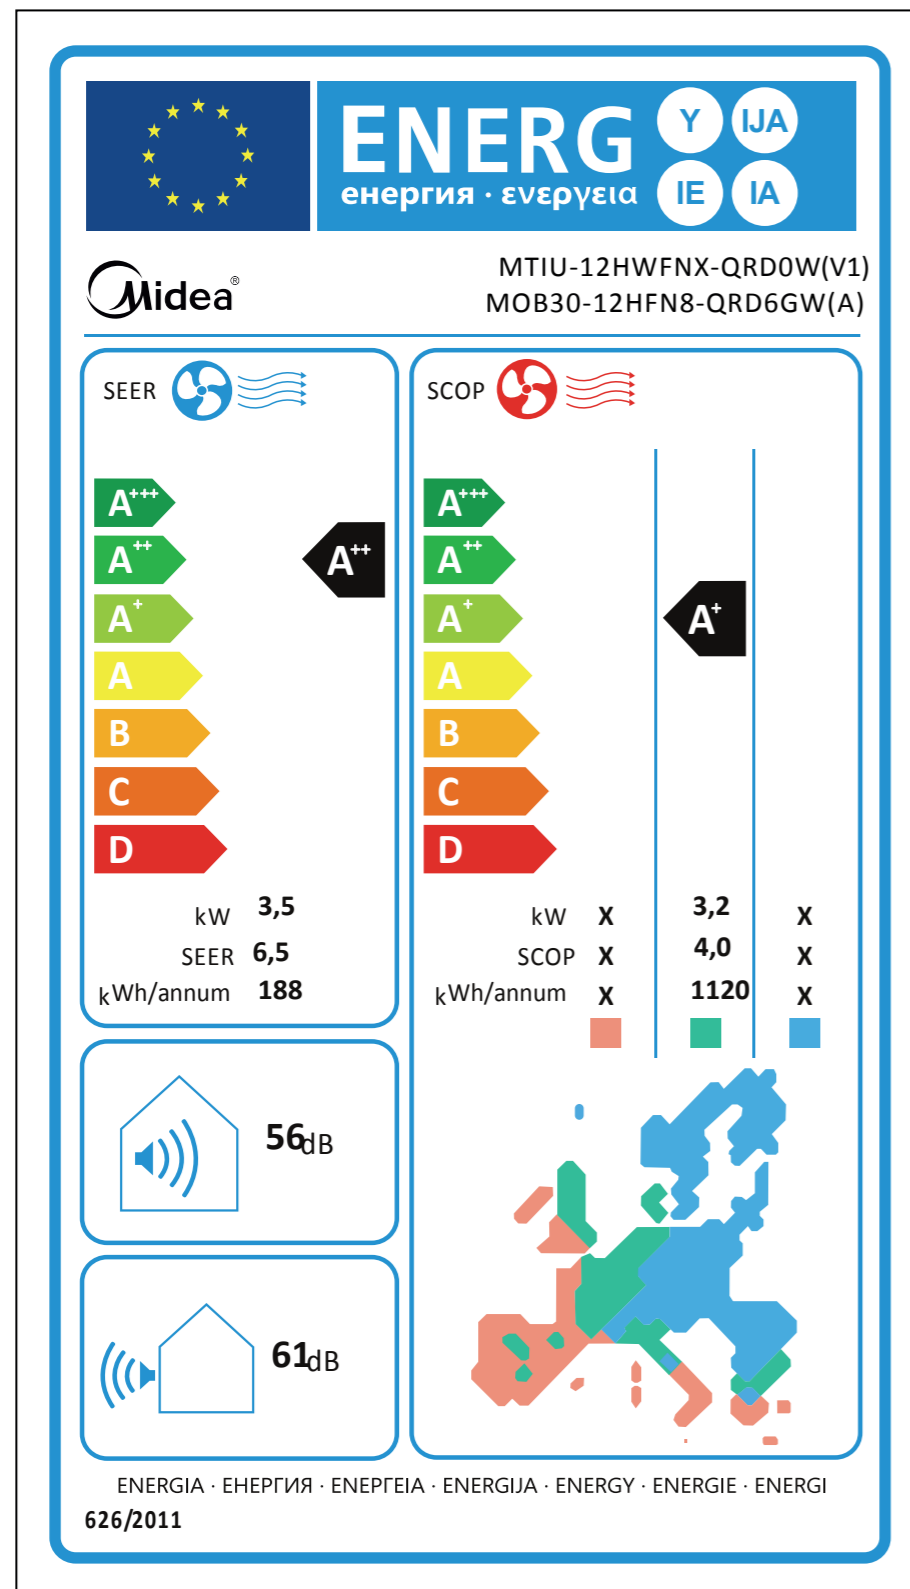 ENERG
енергия · ενεργεια
Y
IJA
IE
IA
Midea®
MTIU-12HWFNX-QRD0W(V1)
MOB30-12HFN8-QRD6GW(A)
SEER
A+++
A++
A+
A
B
C
D
A++
kW 3,5
SEER 6,5
kWh/annum 188
SCOP
A+++
A++
A+
A
B
C
D
A+
kW X 3,2 X
SCOP X 4,0 X
kWh/annum X 1120 X
56dB
61dB
ENERGIA · ЕНЕРГИЯ · ΕΝΕΡΓΕΙΑ · ENERGIJA · ENERGY · ENERGIE · ENERGI
626/2011